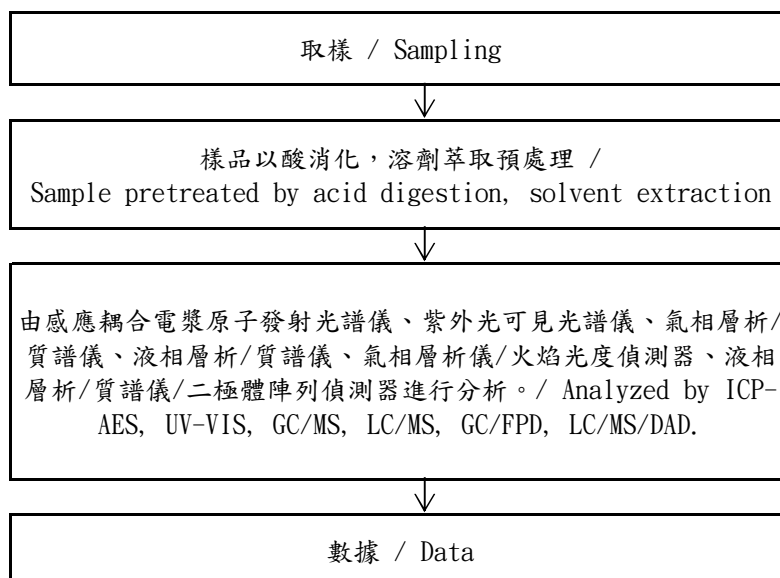 取樣 / Sampling
樣品以酸消化，溶劑萃取預處理 /
Sample pretreated by acid digestion, solvent extraction
由感應耦合電漿原子發射光譜儀、紫外光可見光譜儀、氣相層析/
質譜儀、液相層析/質譜儀、氣相層析儀/火焰光度偵測器、液相
層析/質譜儀/二極體陣列偵測器進行分析。/ Analyzed by ICP-
AES, UV-VIS, GC/MS, LC/MS, GC/FPD, LC/MS/DAD.
數據 / Data